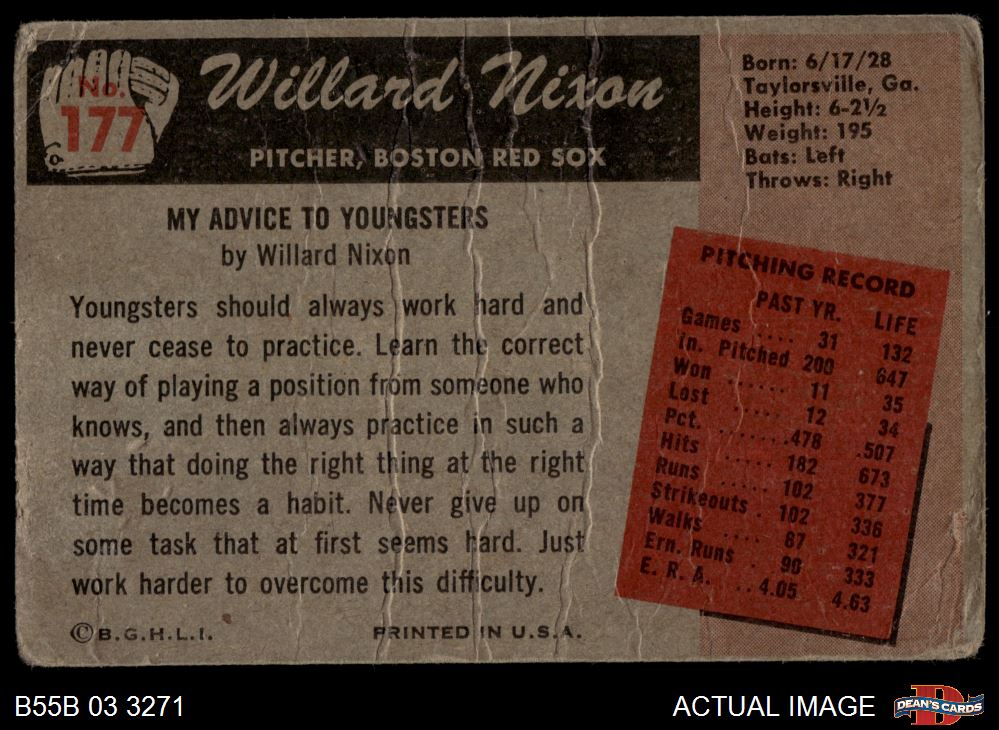 No. 177
Willard Nixon
PITCHER, BOSTON RED SOX
Born: 6/17/28
Taylorsville, Ga.
Height: 6-2½
Weight: 195
Bats: Left
Throws: Right
MY ADVICE TO YOUNGSTERS
by Willard Nixon
Youngsters should always work hard and
never cease to practice. Learn the correct
way of playing a position from someone who
knows, and then always practice in such a
way that doing the right thing at the right
time becomes a habit. Never give up on
some task that at first seems hard. Just
work harder to overcome this difficulty.
©B.G.H.L.I. PRINTED IN U.S.A.
PITCHING RECORD
PAST YR. LIFE
Games .... 31 132
In. Pitched 200 647
Won ...... 11 35
Lost ..... 12 34
Pct. .......478 .507
Hits ..... 182 673
Runs ..... 102 377
Strikeouts . 102 336
Walks .... 87 321
Ern. Runs . 90 333
E. R. A. ..4.05 4.63
B55B 03 3271
ACTUAL IMAGE
DEAN'S CARDS